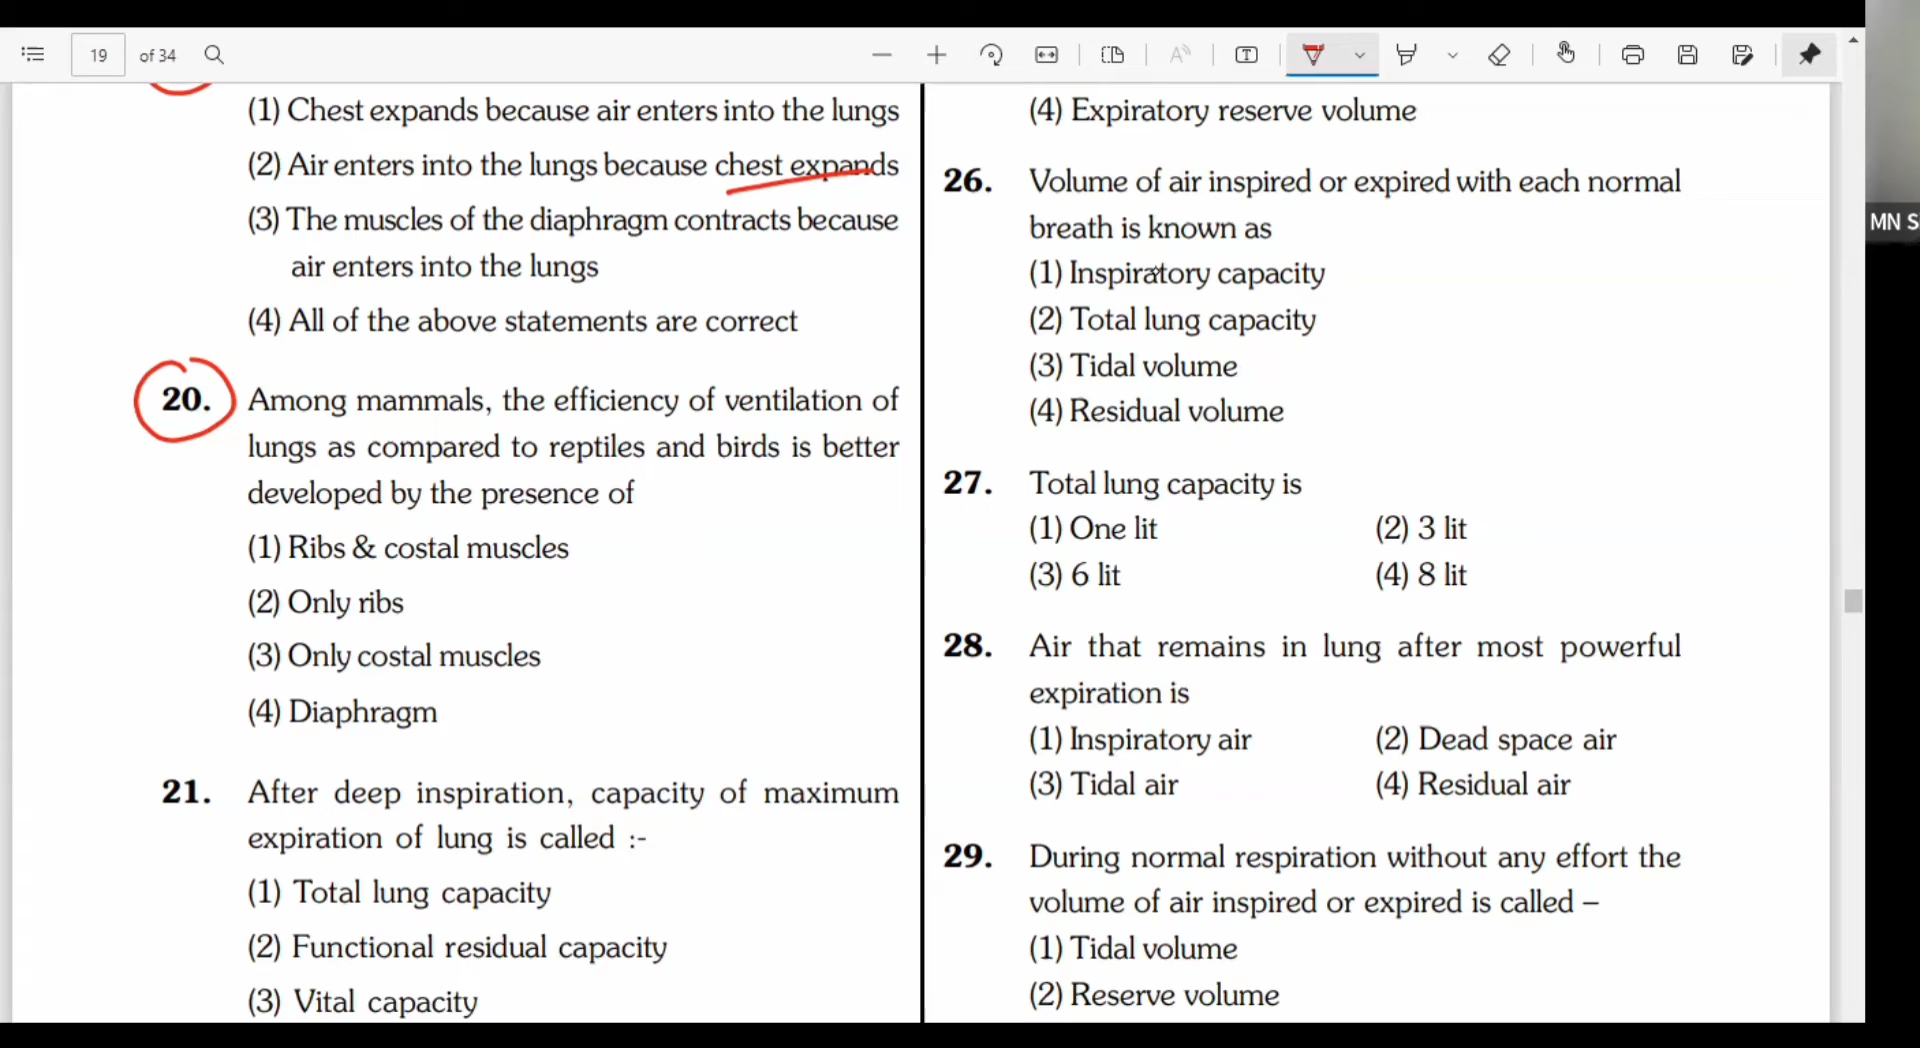 19 of 34
MN S
(1) Chest expands because air enters into the lungs
(2) Air enters into the lungs because chest expands
(3) The muscles of the diaphragm contracts because
air enters into the lungs
(4) All of the above statements are correct
20. Among mammals, the efficiency of ventilation of
lungs as compared to reptiles and birds is better
developed by the presence of
(1) Ribs & costal muscles
(2) Only ribs
(3) Only costal muscles
(4) Diaphragm
21. After deep inspiration, capacity of maximum
expiration of lung is called :-
(1) Total lung capacity
(2) Functional residual capacity
(3) Vital capacity
(4) Expiratory reserve volume
26. Volume of air inspired or expired with each normal
breath is known as
(1) Inspiratory capacity
(2) Total lung capacity
(3) Tidal volume
(4) Residual volume
27. Total lung capacity is
(1) One lit (2) 3 lit
(3) 6 lit (4) 8 lit
28. Air that remains in lung after most powerful
expiration is
(1) Inspiratory air (2) Dead space air
(3) Tidal air (4) Residual air
29. During normal respiration without any effort the
volume of air inspired or expired is called –
(1) Tidal volume
(2) Reserve volume